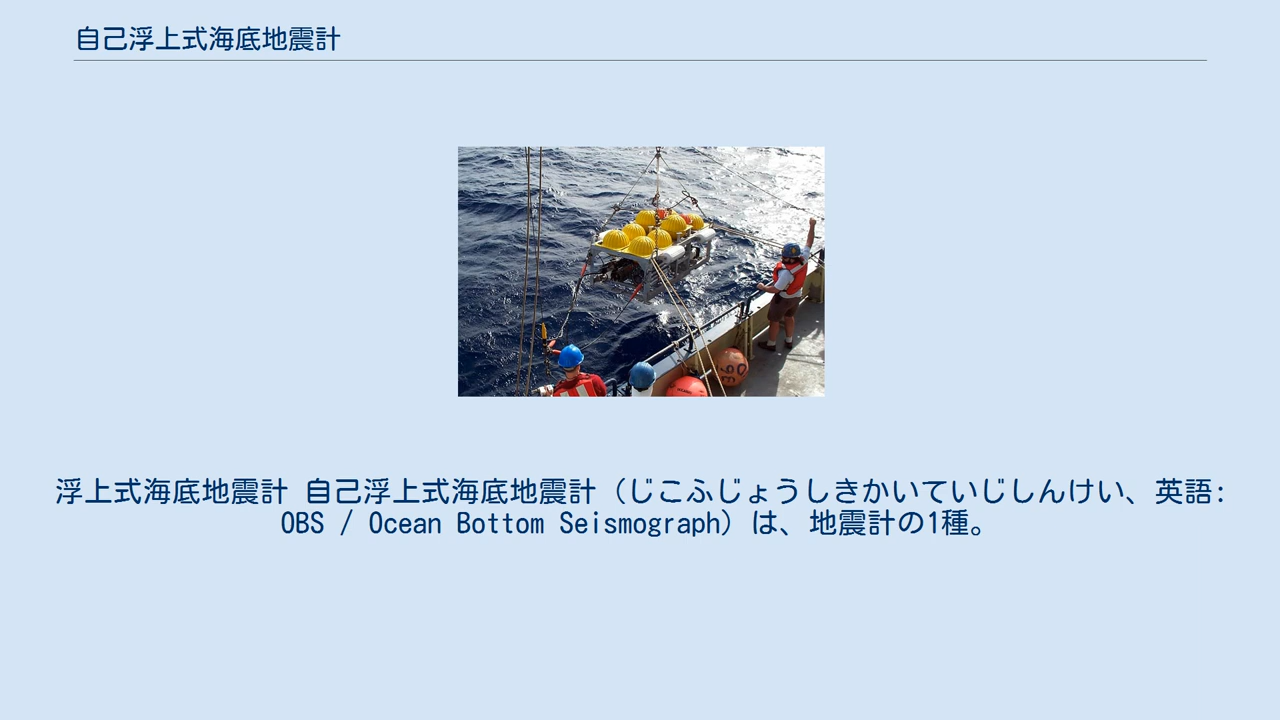 自己浮上式海底地震計
浮上式海底地震計 自己浮上式海底地震計（じこふじょうしきかいていじしんけい、英語:
OBS / Ocean Bottom Seismograph）は、地震計の1種。